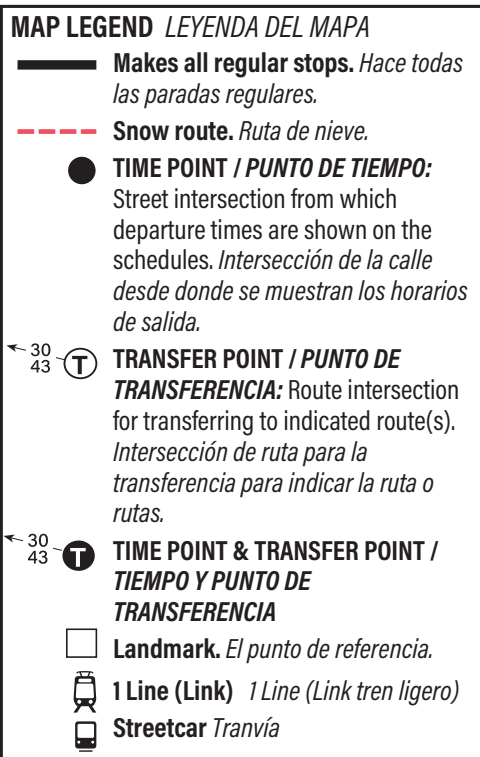 MAP LEGEND LEYENDA DEL MAPA
Makes all regular stops. Hace todas
las paradas regulares.
Snow route. Ruta de nieve.
TIME POINT / PUNTO DE TIEMPO:
Street intersection from which
departure times are shown on the
schedules. Intersección de la calle
desde donde se muestran los horarios
de salida.
30
43 T TRANSFER POINT / PUNTO DE
TRANSFERENCIA: Route intersection
for transferring to indicated route(s).
Intersección de ruta para la
transferencia para indicar la ruta o
rutas.
30
43 T TIME POINT & TRANSFER POINT /
TIEMPO Y PUNTO DE
TRANSFERENCIA
Landmark. El punto de referencia.
1 Line (Link) 1 Line (Link tren ligero)
Streetcar Tranvía